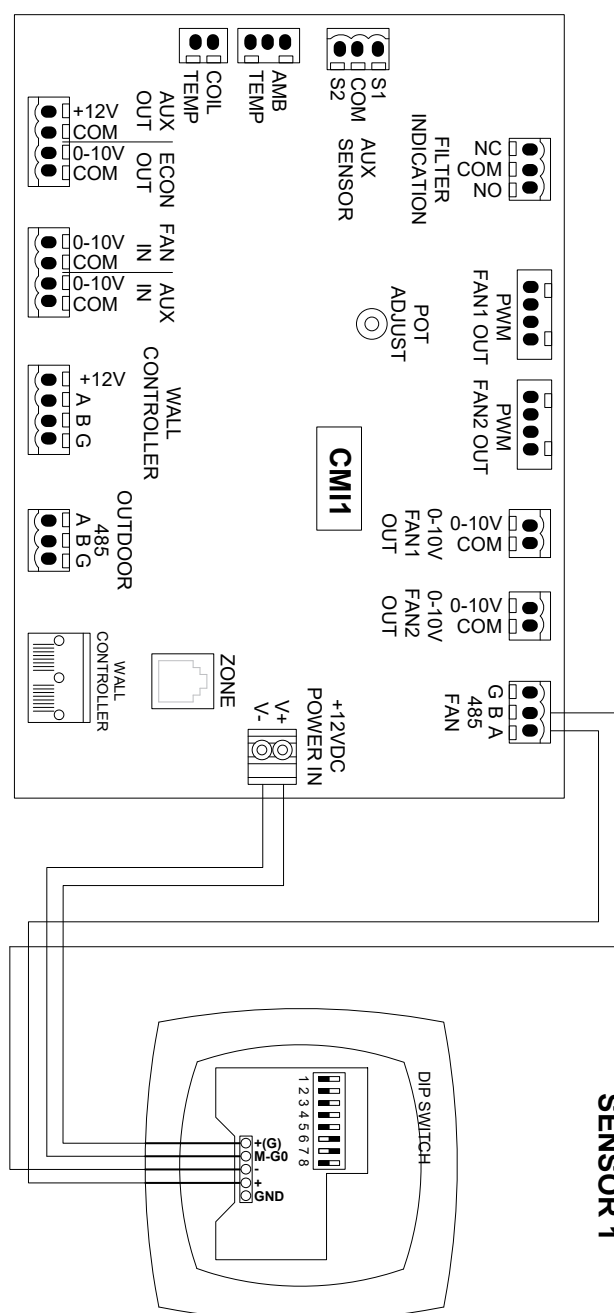 COIL
TEMP
AMB
TEMP
S1
COM
S2
AUX
SENSOR
FILTER
INDICATION
NC
COM
NO
AUX
OUT
ECON
OUT
+12V
COM
0-10V
COM
FAN
IN
AUX
IN
0-10V
COM
0-10V
COM
POT
ADJUST
PWM
FAN1 OUT
PWM
FAN2 OUT
WALL
CONTROLLER
+12V
A
B
G
CMI1
0-10V
FAN1
OUT
0-10V
COM
0-10V
FAN2
OUT
0-10V
COM
OUTDOOR
485
A
B
G
WALL
CONTROLLER
ZONE
+12VDC
POWER IN
V+
V-
485
FAN
G
B
A
DIP SWITCH
1 2 3 4 5 6 7 8
+(G)
M-G0
-
+
GND
SENSOR 1